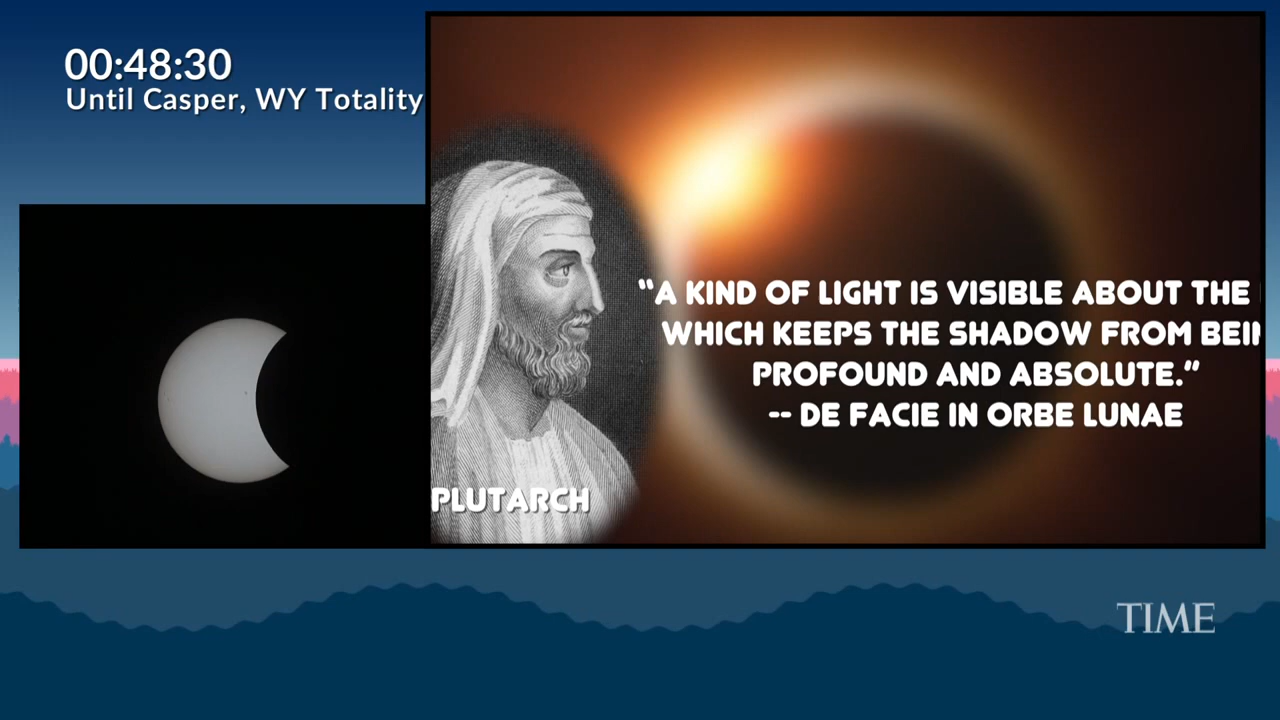 00:48:30
Until Casper, WY Totality
“A KIND OF LIGHT IS VISIBLE ABOUT THE
WHICH KEEPS THE SHADOW FROM BEIN
PROFOUND AND ABSOLUTE.”
-- DE FACIE IN ORBE LUNAE
PLUTARCH
TIME